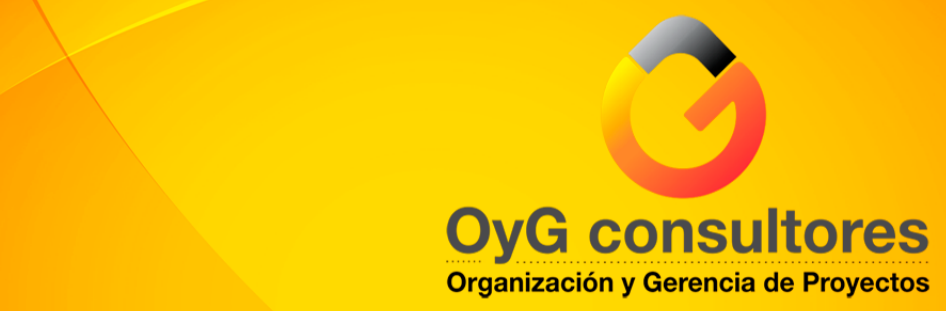 OyG consultores
Organización y Gerencia de Proyectos